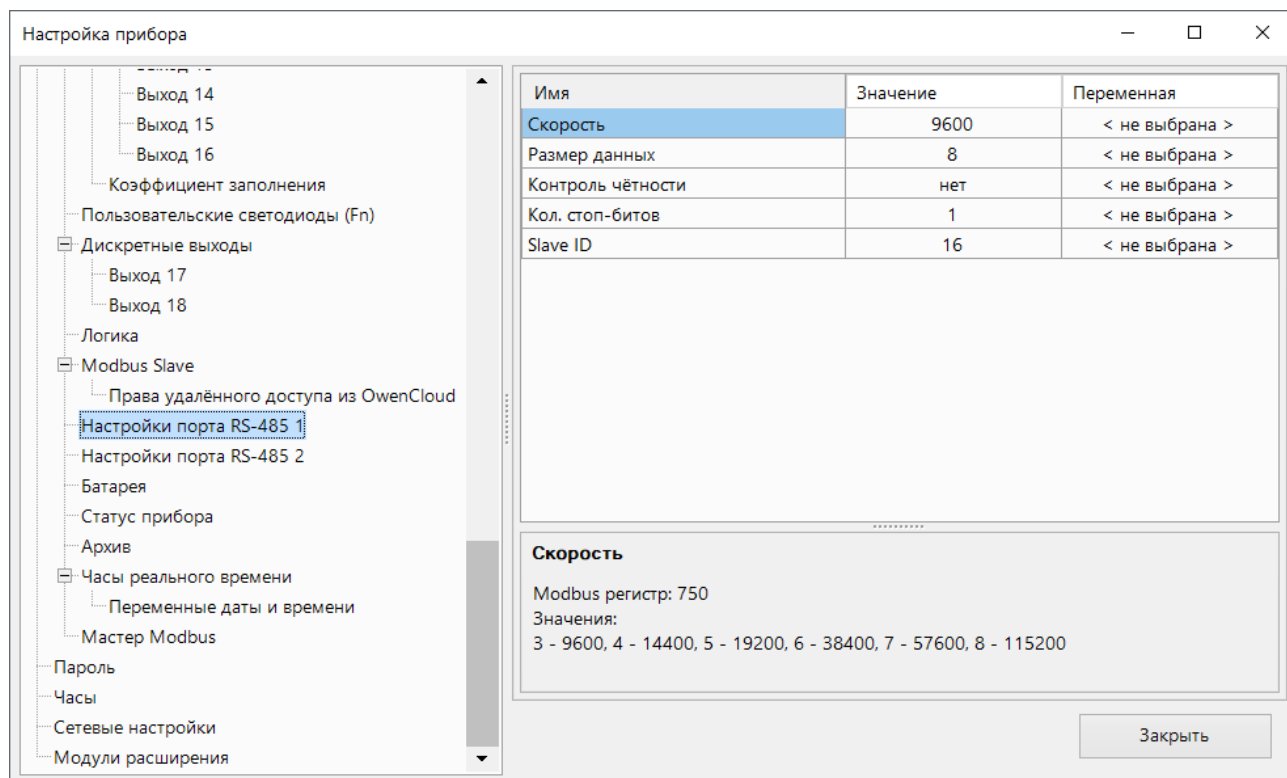 Настройка прибора
Выход 14
Выход 15
Выход 16
Коэффициент заполнения
Пользовательские светодиоды (Fn)
Дискретные выходы
Выход 17
Выход 18
Логика
Modbus Slave
Права удалённого доступа из OwenCloud
Настройки порта RS-485 1
Настройки порта RS-485 2
Батарея
Статус прибора
Архив
Часы реального времени
Переменные даты и времени
Мастер Modbus
Пароль
Часы
Сетевые настройки
Модули расширения
Имя Значение Переменная
Скорость 9600 < не выбрана >
Размер данных 8 < не выбрана >
Контроль чётности нет < не выбрана >
Кол. стоп-битов 1 < не выбрана >
Slave ID 16 < не выбрана >
Скорость
Modbus регистр: 750
Значения:
3 - 9600, 4 - 14400, 5 - 19200, 6 - 38400, 7 - 57600, 8 - 115200
Закрыть